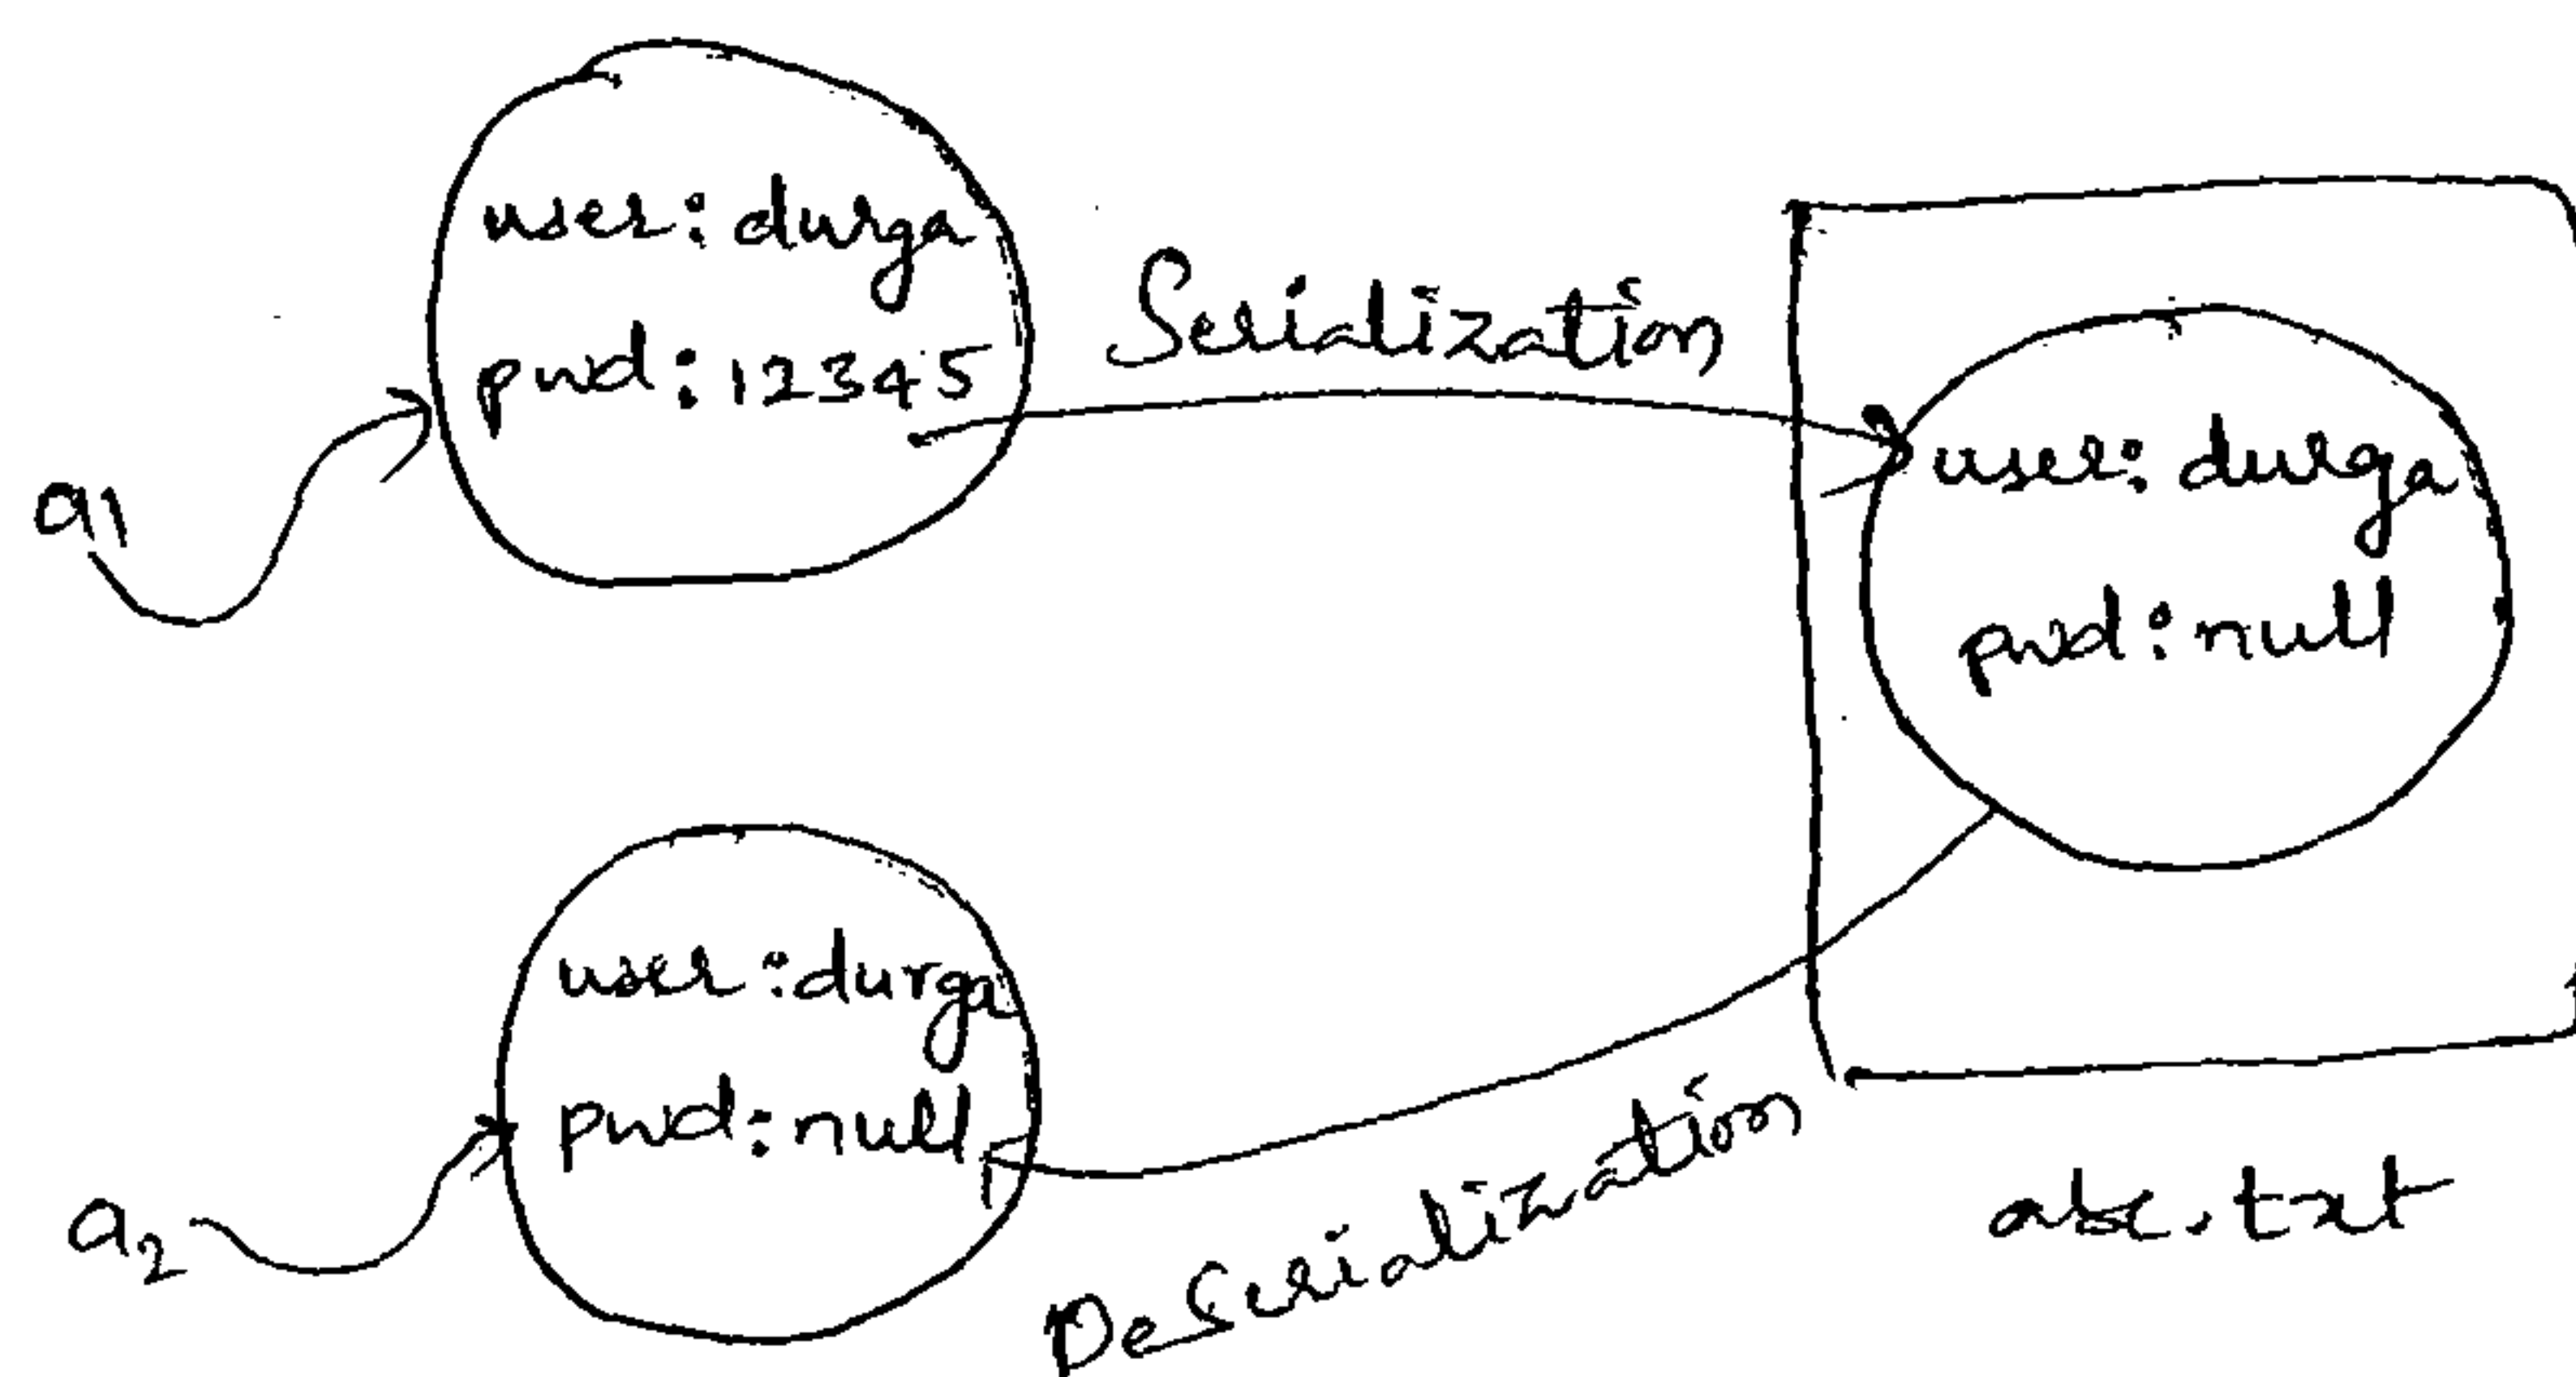 user: durga
pwd: 12345
a1
Serialization
user: durga
pwd: null
user: durga
pwd: null
a2
DeSerialization
abc.txt